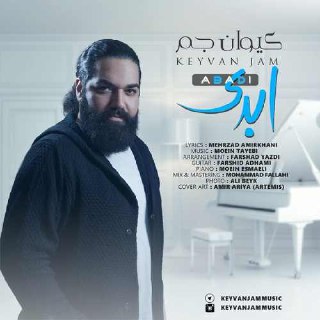 کیوان جم
KEYVAN JAM
ABADI
ابدی
LYRICS : MEHRZAD AMIRKHANI
MUSIC : MOEIN TAYEBI
ARRANGEMENT : FARSHAD YAZDI
GUITAR : FARSHID ADHAMI
PIANO : MOEIN ESMAELI
MIX & MASTERING : MOHAMMAD FALLAHI
PHOTO : ALI BEYK
COVER ART : AMIR ARIYA (ARTEMIS)
KEYVANJAMMUSIC
KEYVANJAMMUSIC